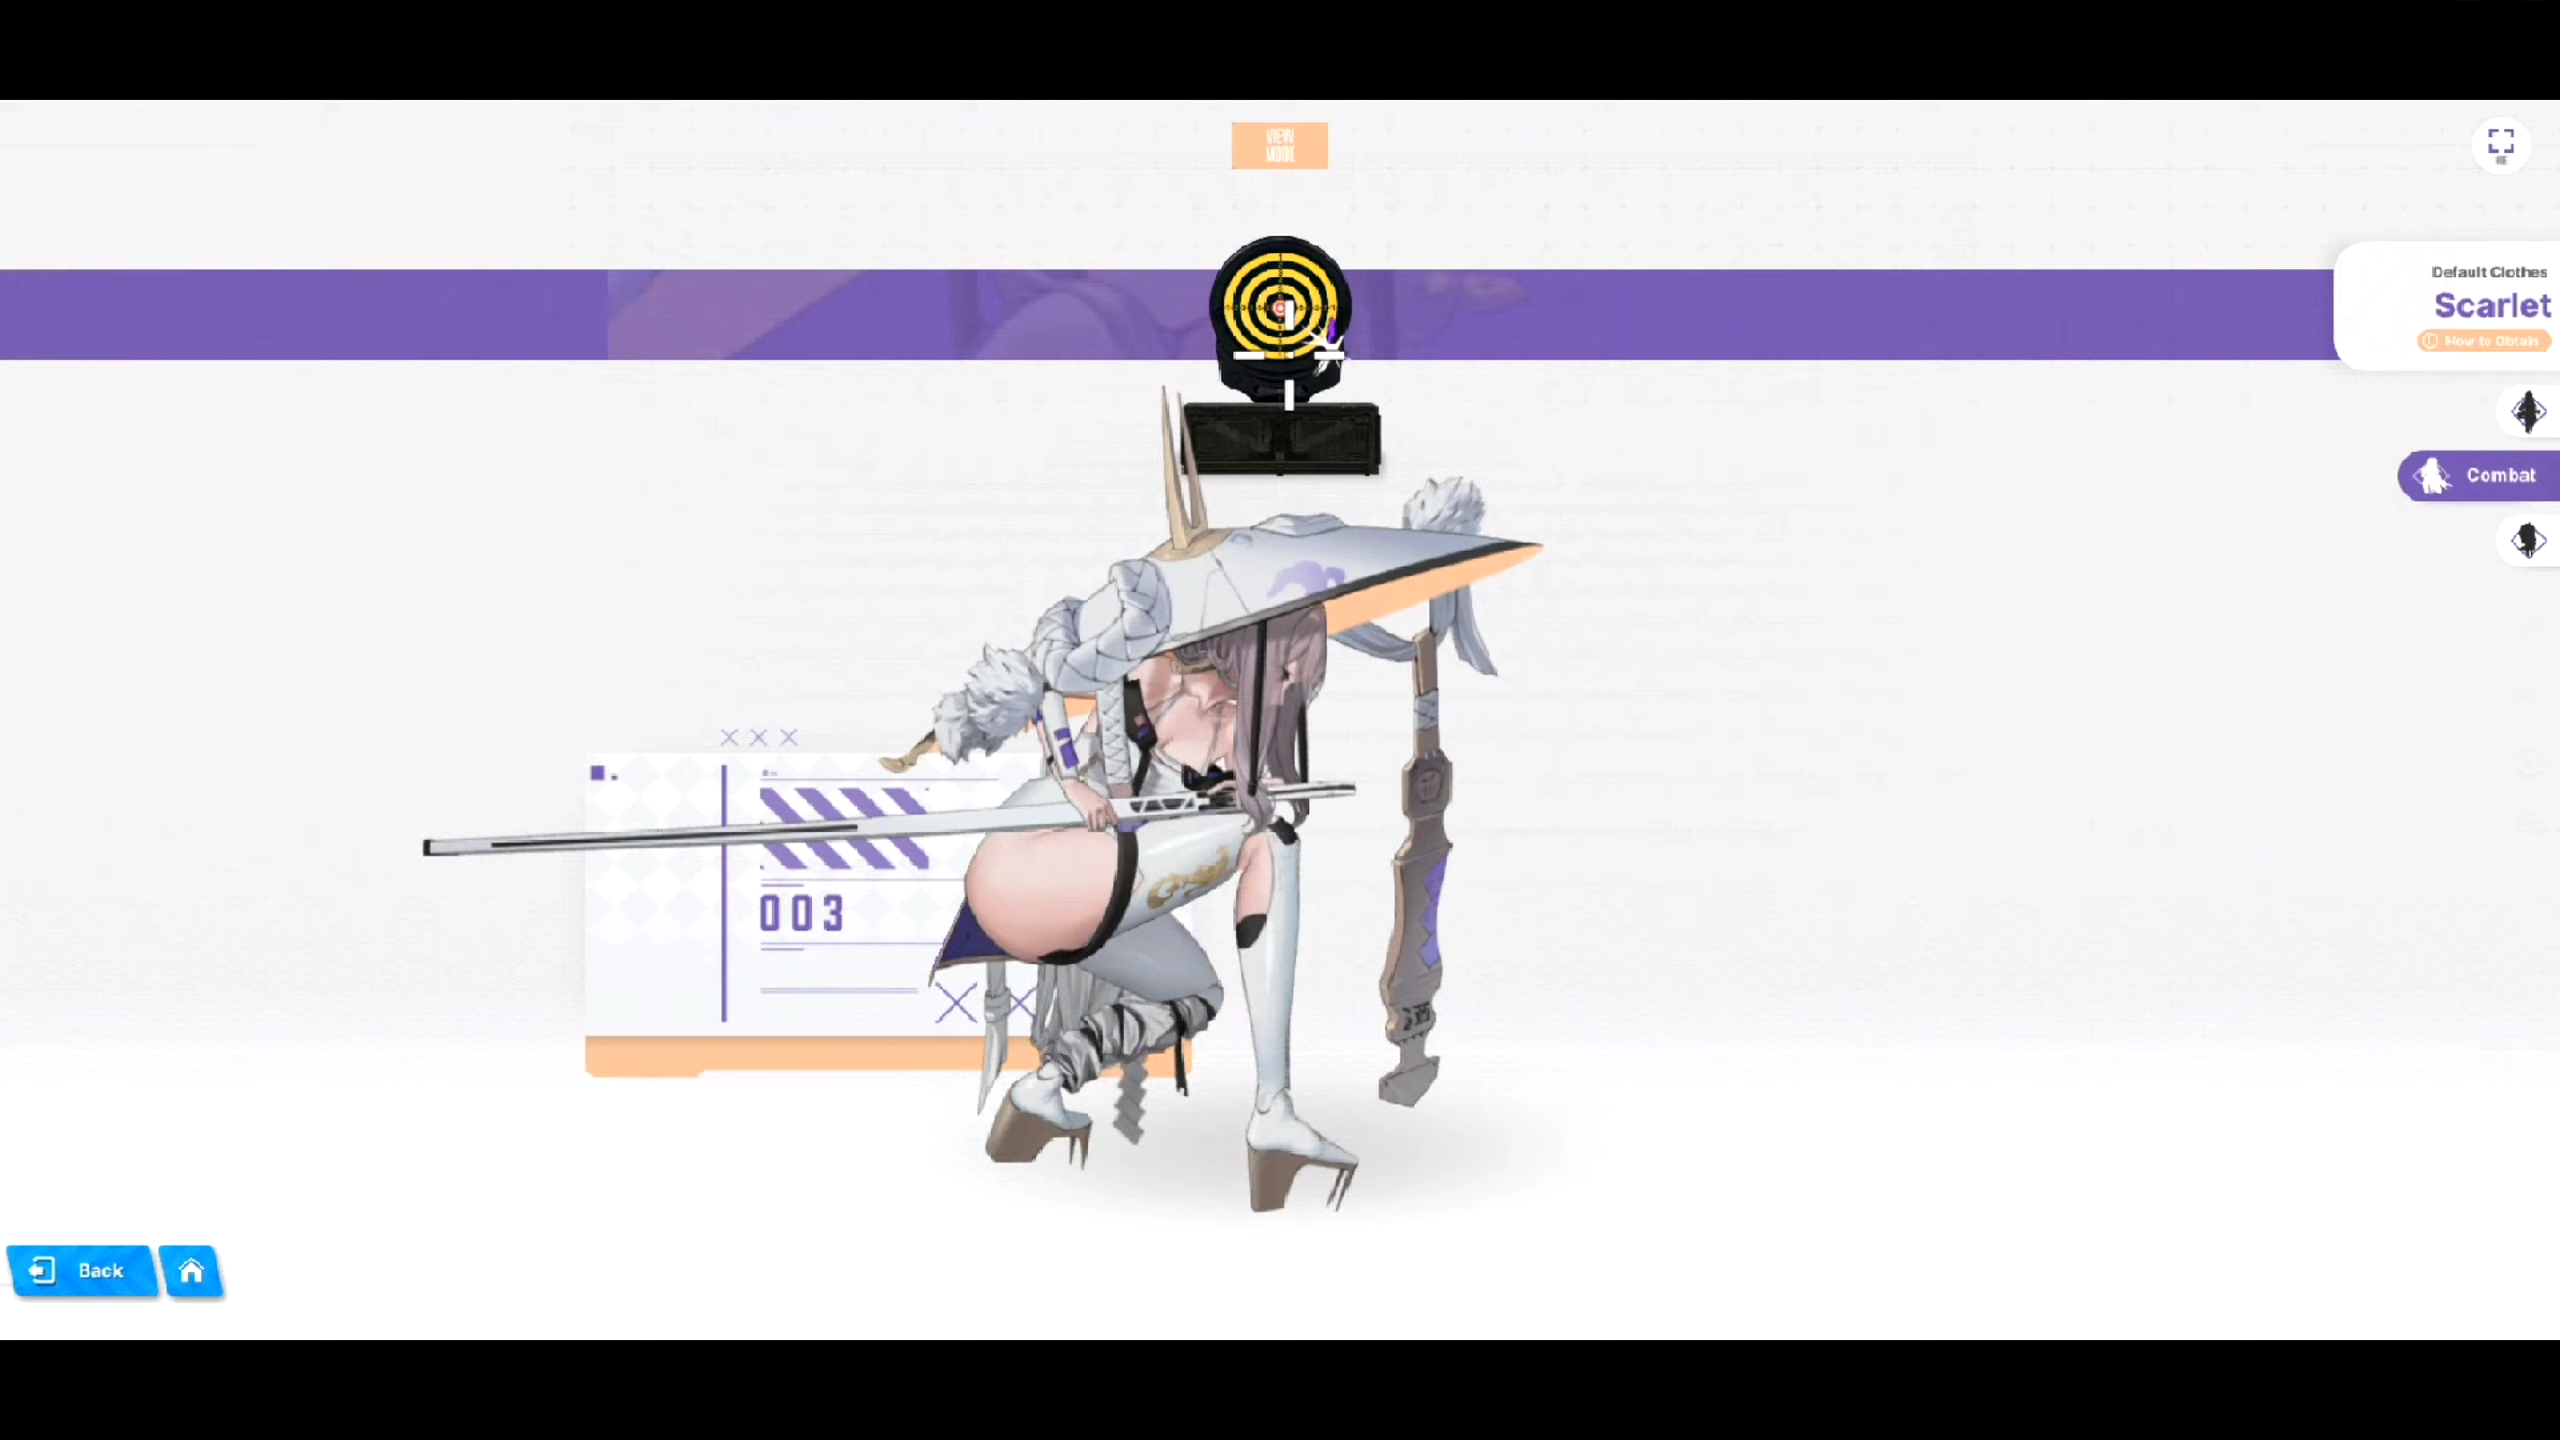 VIEW
MODE
Default Clothes
Scarlet
How to Obtain
Combat
003
Back